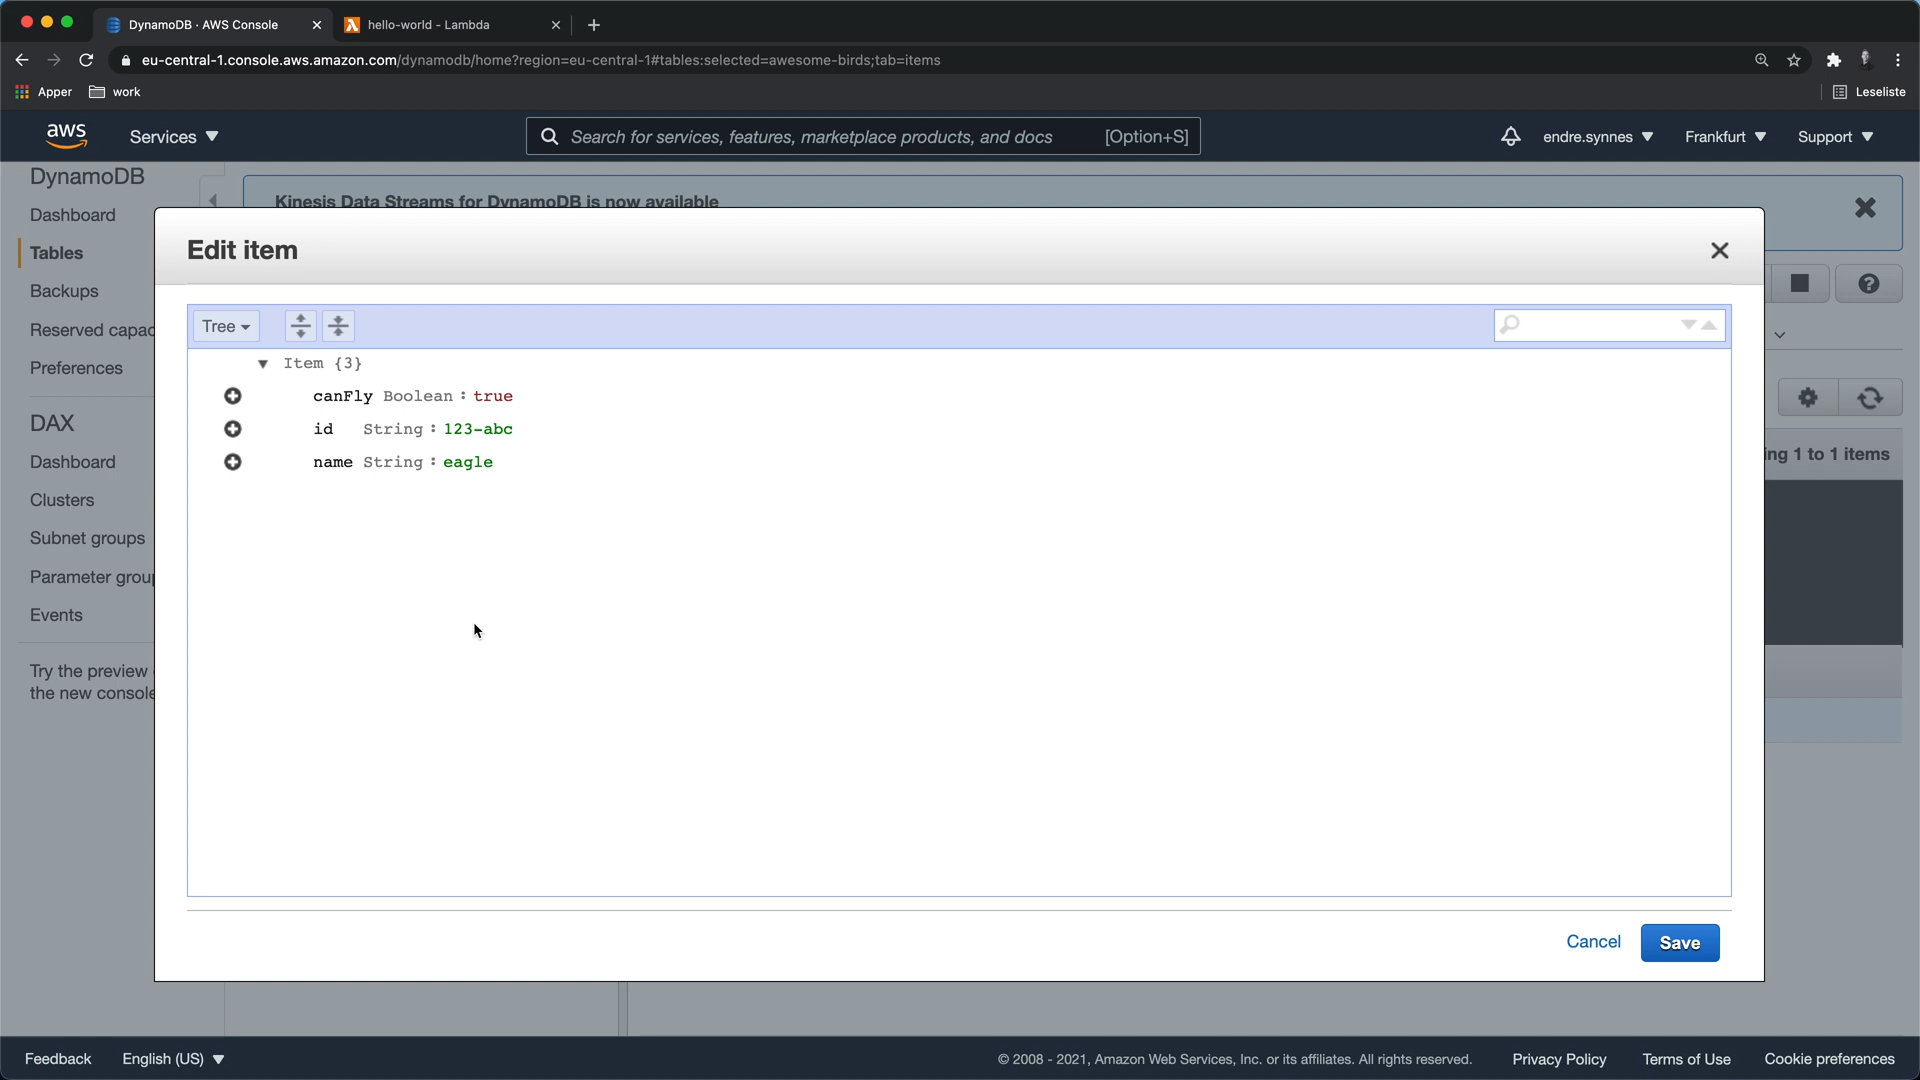 DynamoDB · AWS Console
hello-world - Lambda
eu-central-1.console.aws.amazon.com/dynamodb/home?region=eu-central-1#tables:selected=awesome-birds;tab=items
Apper
work
Leseliste
aws
Services
Search for services, features, marketplace products, and docs
[Option+S]
endre.synnes
Frankfurt
Support
DynamoDB
Dashboard
Tables
Backups
Reserved capac
Preferences
DAX
Dashboard
Clusters
Subnet groups
Parameter grou
Events
Try the preview
the new console
Kinesis Data Streams for DynamoDB is now available
Edit item
Tree
Item {3}
canFly Boolean : true
id String : 123-abc
name String : eagle
ing 1 to 1 items
Cancel
Save
Feedback
English (US)
© 2008 - 2021, Amazon Web Services, Inc. or its affiliates. All rights reserved.
Privacy Policy
Terms of Use
Cookie preferences